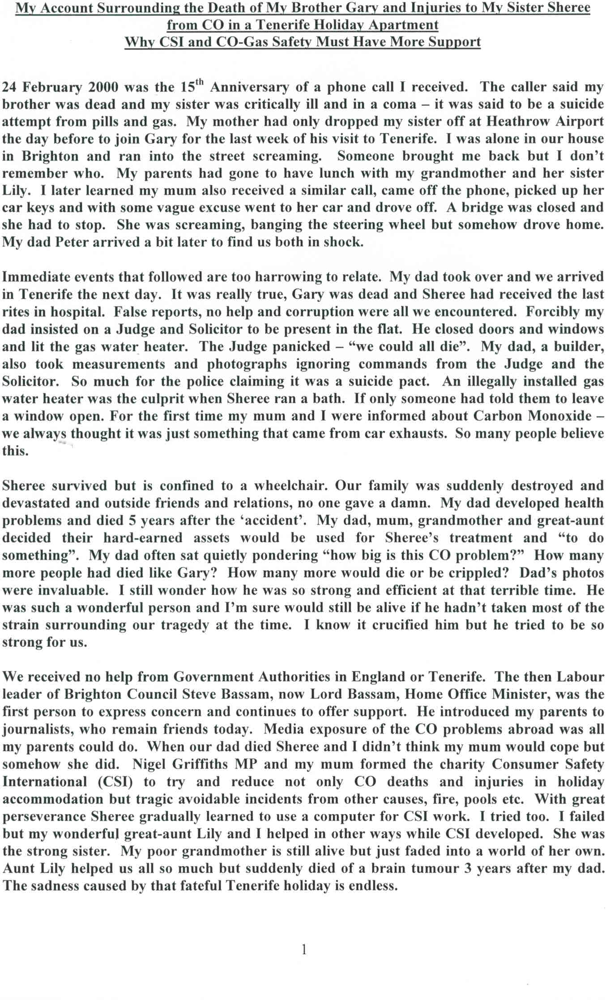 My Account Surrounding the Death of My Brother Gary and Injuries to My Sister Sheree
from CO in a Tenerife Holiday Apartment
Why CSI and CO-Gas Safety Must Have More Support
24 February 2000 was the 15th Anniversary of a phone call I received. The caller said my
brother was dead and my sister was critically ill and in a coma – it was said to be a suicide
attempt from pills and gas. My mother had only dropped my sister off at Heathrow Airport
the day before to join Gary for the last week of his visit to Tenerife. I was alone in our house
in Brighton and ran into the street screaming. Someone brought me back but I don’t
remember who. My parents had gone to have lunch with my grandmother and her sister
Lily. I later learned my mum also received a similar call, came off the phone, picked up her
car keys and with some vague excuse went to her car and drove off. A bridge was closed and
she had to stop. She was screaming, banging the steering wheel but somehow drove home.
My dad Peter arrived a bit later to find us both in shock.
Immediate events that followed are too harrowing to relate. My dad took over and we arrived
in Tenerife the next day. It was really true, Gary was dead and Sheree had received the last
rites in hospital. False reports, no help and corruption were all we encountered. Forcibly my
dad insisted on a Judge and Solicitor to be present in the flat. He closed doors and windows
and lit the gas water heater. The Judge panicked – “we could all die”. My dad, a builder,
also took measurements and photographs ignoring commands from the Judge and the
Solicitor. So much for the police claiming it was a suicide pact. An illegally installed gas
water heater was the culprit when Sheree ran a bath. If only someone had told them to leave
a window open. For the first time my mum and I were informed about Carbon Monoxide –
we always thought it was just something that came from car exhausts. So many people believe
this.
Sheree survived but is confined to a wheelchair. Our family was suddenly destroyed and
devastated and outside friends and relations, no one gave a damn. My dad developed health
problems and died 5 years after the ‘accident’. My dad, mum, grandmother and great-aunt
decided their hard-earned assets would be used for Sheree’s treatment and “to do
something”. My dad often sat quietly pondering “how big is this CO problem?” How many
more people had died like Gary? How many more would die or be crippled? Dad’s photos
were invaluable. I still wonder how he was so strong and efficient at that terrible time. He
was such a wonderful person and I’m sure would still be alive if he hadn’t taken most of the
strain surrounding our tragedy at the time. I know it crucified him but he tried to be so
strong for us.
We received no help from Government Authorities in England or Tenerife. The then Labour
leader of Brighton Council Steve Bassam, now Lord Bassam, Home Office Minister, was the
first person to express concern and continues to offer support. He introduced my parents to
journalists, who remain friends today. Media exposure of the CO problems abroad was all
my parents could do. When our dad died Sheree and I didn’t think my mum would cope but
somehow she did. Nigel Griffiths MP and my mum formed the charity Consumer Safety
International (CSI) to try and reduce not only CO deaths and injuries in holiday
accommodation but tragic avoidable incidents from other causes, fire, pools etc. With great
perseverance Sheree gradually learned to use a computer for CSI work. I tried too. I failed
but my wonderful great-aunt Lily and I helped in other ways while CSI developed. She was
the strong sister. My poor grandmother is still alive but just faded into a world of her own.
Aunt Lily helped us all so much but suddenly died of a brain tumour 3 years after my dad.
The sadness caused by that fateful Tenerife holiday is endless.
1